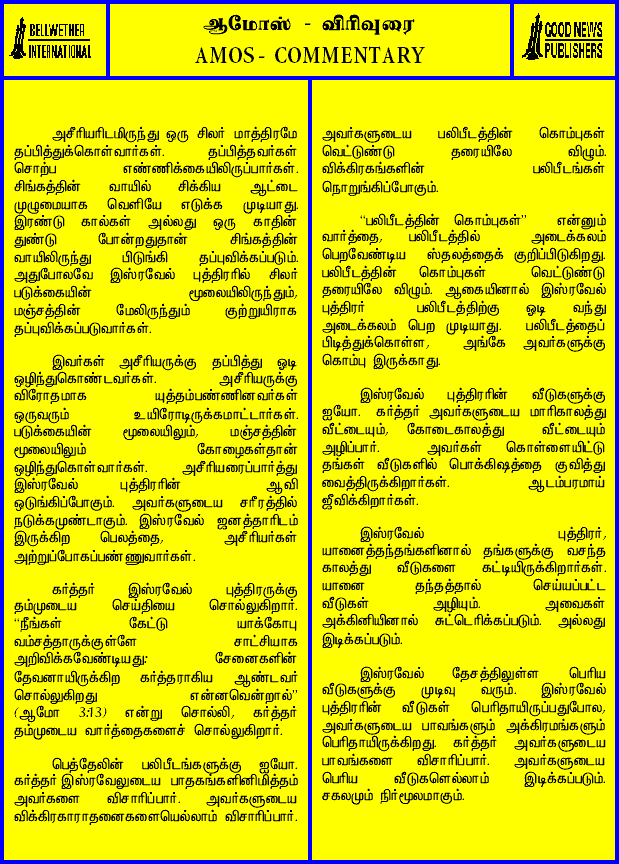 BELLWETHER
INTERNATIONAL
ஆமோஸ் - விரிவுரை
AMOS- COMMENTARY
GOOD NEWS
PUBLISHERS
அசீரியரிடமிருந்து ஒரு சிலர் மாத்திரமே
தப்பித்துக்கொள்வார்கள். தப்பித்தவர்கள்
சொற்ப எண்ணிக்கையிலிருப்பார்கள்.
சிங்கத்தின் வாயில் சிக்கிய ஆட்டை
முழுமையாக வெளியே எடுக்க முடியாது.
இரண்டு கால்கள் அல்லது ஒரு காதின்
துண்டு போன்றதுதான் சிங்கத்தின்
வாயிலிருந்து பிடுங்கி தப்புவிக்கப்படும்.
அதுபோலவே இஸ்ரவேல் புத்திரரில் சிலர்
படுக்கையின் மூலையிலிருந்தும்,
மஞ்சத்தின் மேலிருந்தும் குற்றுயிராக
தப்புவிக்கப்படுவார்கள்.
இவர்கள் அசீரியருக்கு தப்பித்து ஓடி
ஒழிந்துகொண்டவர்கள். அசீரியருக்கு
விரோதமாக யுத்தம்பண்ணினவர்கள்
ஒருவரும் உயிரோடிருக்கமாட்டார்கள்.
படுக்கையின் மூலையிலும், மஞ்சத்தின்
மூலையிலும் கோழைகள்தான்
ஒழிந்துகொள்வார்கள். அசீரியரைப்பார்த்து
இஸ்ரவேல் புத்திரரின் ஆவி
ஒடுங்கிப்போகும். அவர்களுடைய சரீரத்தில்
நடுக்கமுண்டாகும். இஸ்ரவேல் ஜனத்தாரிடம்
இருக்கிற பெலத்தை, அசீரியர்கள்
அற்றுப்போகப்பண்ணுவார்கள்.
கர்த்தர் இஸ்ரவேல் புத்திரருக்கு
தம்முடைய செய்தியை சொல்லுகிறார்.
"நீங்கள் கேட்டு யாக்கோபு
வம்சத்தாருக்குள்ளே சாட்சியாக
அறிவிக்கவேண்டியது: சேனைகளின்
தேவனாயிருக்கிற கர்த்தராகிய ஆண்டவர்
சொல்லுகிறது என்னவென்றால்"
(ஆமோ 3:13) என்று சொல்லி, கர்த்தர்
தம்முடைய வார்த்தைகளைச் சொல்லுகிறார்.
பெத்தேலின் பலிபீடங்களுக்கு ஐயோ.
கர்த்தர் இஸ்ரவேலுடைய பாதகங்களினிமித்தம்
அவர்களை விசாரிப்பார். அவர்களுடைய
விக்கிரகாராதனைகளையெல்லாம் விசாரிப்பார்.
அவர்களுடைய பலிபீடத்தின் கொம்புகள்
வெட்டுண்டு தரையிலே விழும்.
விக்கிரகங்களின் பலிபீடங்கள்
நொறுங்கிப்போகும்.
"பலிபீடத்தின் கொம்புகள்" என்னும்
வார்த்தை, பலிபீடத்தில் அடைக்கலம்
பெறவேண்டிய ஸ்தலத்தைக் குறிப்பிடுகிறது.
பலிபீடத்தின் கொம்புகள் வெட்டுண்டு
தரையிலே விழும். ஆகையினால் இஸ்ரவேல்
புத்திரர் பலிபீடத்திற்கு ஓடி வந்து
அடைக்கலம் பெற முடியாது. பலிபீடத்தைப்
பிடித்துக்கொள்ள, அங்கே அவர்களுக்கு
கொம்பு இருக்காது.
இஸ்ரவேல் புத்திரரின் வீடுகளுக்கு
ஐயோ. கர்த்தர் அவர்களுடைய மாரிகாலத்து
வீட்டையும், கோடைகாலத்து வீட்டையும்
அழிப்பார். அவர்கள் கொள்ளையிட்டு
தங்கள் வீடுகளில் பொக்கிஷத்தை குவித்து
வைத்திருக்கிறார்கள். ஆடம்பரமாய்
ஜீவிக்கிறார்கள்.
இஸ்ரவேல் புத்திரர்,
யானைத்தந்தங்களினால் தங்களுக்கு வசந்த
காலத்து வீடுகளை கட்டியிருக்கிறார்கள்.
யானை தந்தத்தால் செய்யப்பட்ட
வீடுகள் அழியும். அவைகள்
அக்கினியினால் சுட்டெரிக்கப்படும். அல்லது
இடிக்கப்படும்.
இஸ்ரவேல் தேசத்திலுள்ள பெரிய
வீடுகளுக்கு முடிவு வரும். இஸ்ரவேல்
புத்திரரின் வீடுகள் பெரிதாயிருப்பதுபோல,
அவர்களுடைய பாவங்களும் அக்கிரமங்களும்
பெரிதாயிருக்கிறது. கர்த்தர் அவர்களுடைய
பாவங்களை விசாரிப்பார். அவர்களுடைய
பெரிய வீடுகளெல்லாம் இடிக்கப்படும்.
சகலமும் நிர்மூலமாகும்.